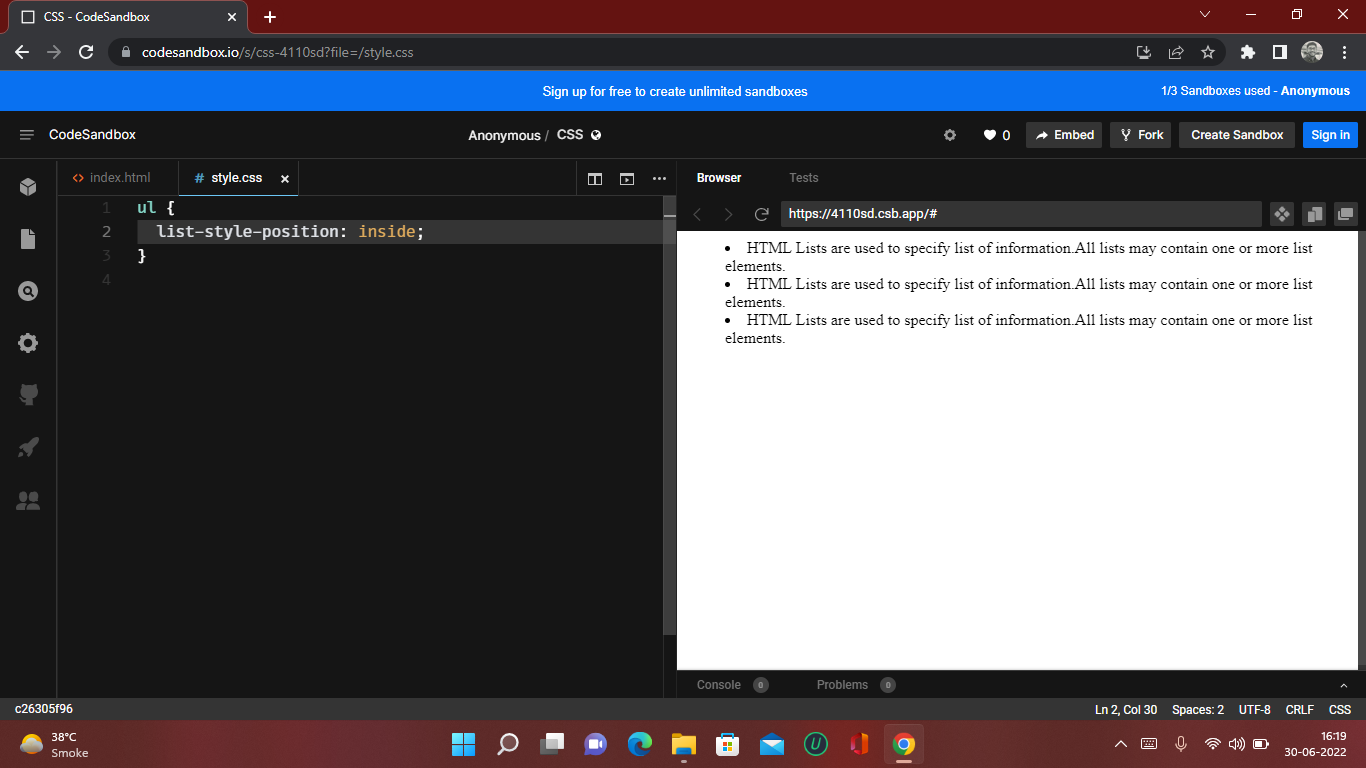 CSS - CodeSandbox
codesandbox.io/s/css-4110sd?file=/style.css
Sign up for free to create unlimited sandboxes
1/3 Sandboxes used - Anonymous
CodeSandbox
Anonymous / CSS
0
Embed
Fork
Create Sandbox
Sign in
<> index.html
# style.css
1 ul {
2 list-style-position: inside;
3 }
4
Browser
Tests
https://4110sd.csb.app/#
• HTML Lists are used to specify list of information.All lists may contain one or more list
elements.
• HTML Lists are used to specify list of information.All lists may contain one or more list
elements.
• HTML Lists are used to specify list of information.All lists may contain one or more list
elements.
Console 0
Problems 0
c26305f96
Ln 2, Col 30 Spaces: 2 UTF-8 CRLF CSS
38°C
Smoke
16:19
30-06-2022